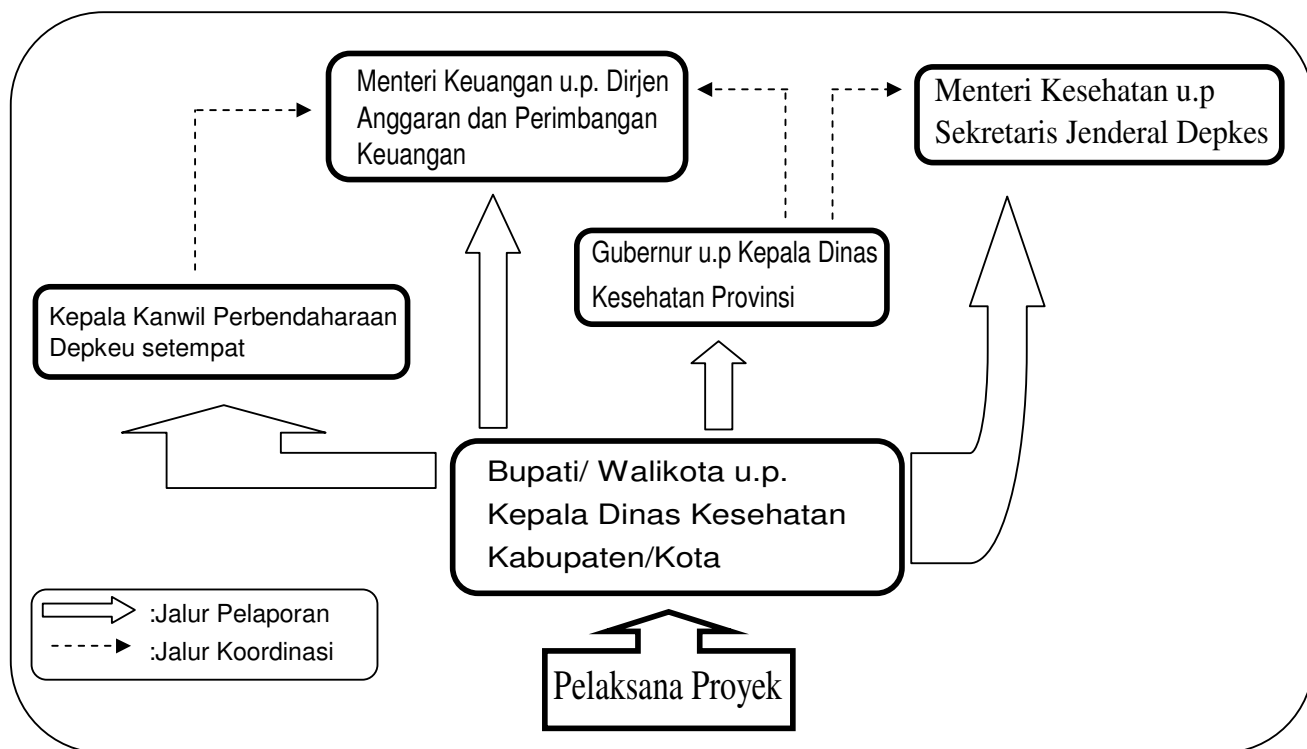 Menteri Keuangan u.p. Dirjen
Anggaran dan Perimbangan
Keuangan
Menteri Kesehatan u.p
Sekretaris Jenderal Depkes
Gubernur u.p Kepala Dinas
Kesehatan Provinsi
Kepala Kanwil Perbendaharaan
Depkeu setempat
Bupati/ Walikota u.p.
Kepala Dinas Kesehatan
Kabupaten/Kota
:Jalur Pelaporan
:Jalur Koordinasi
Pelaksana Proyek